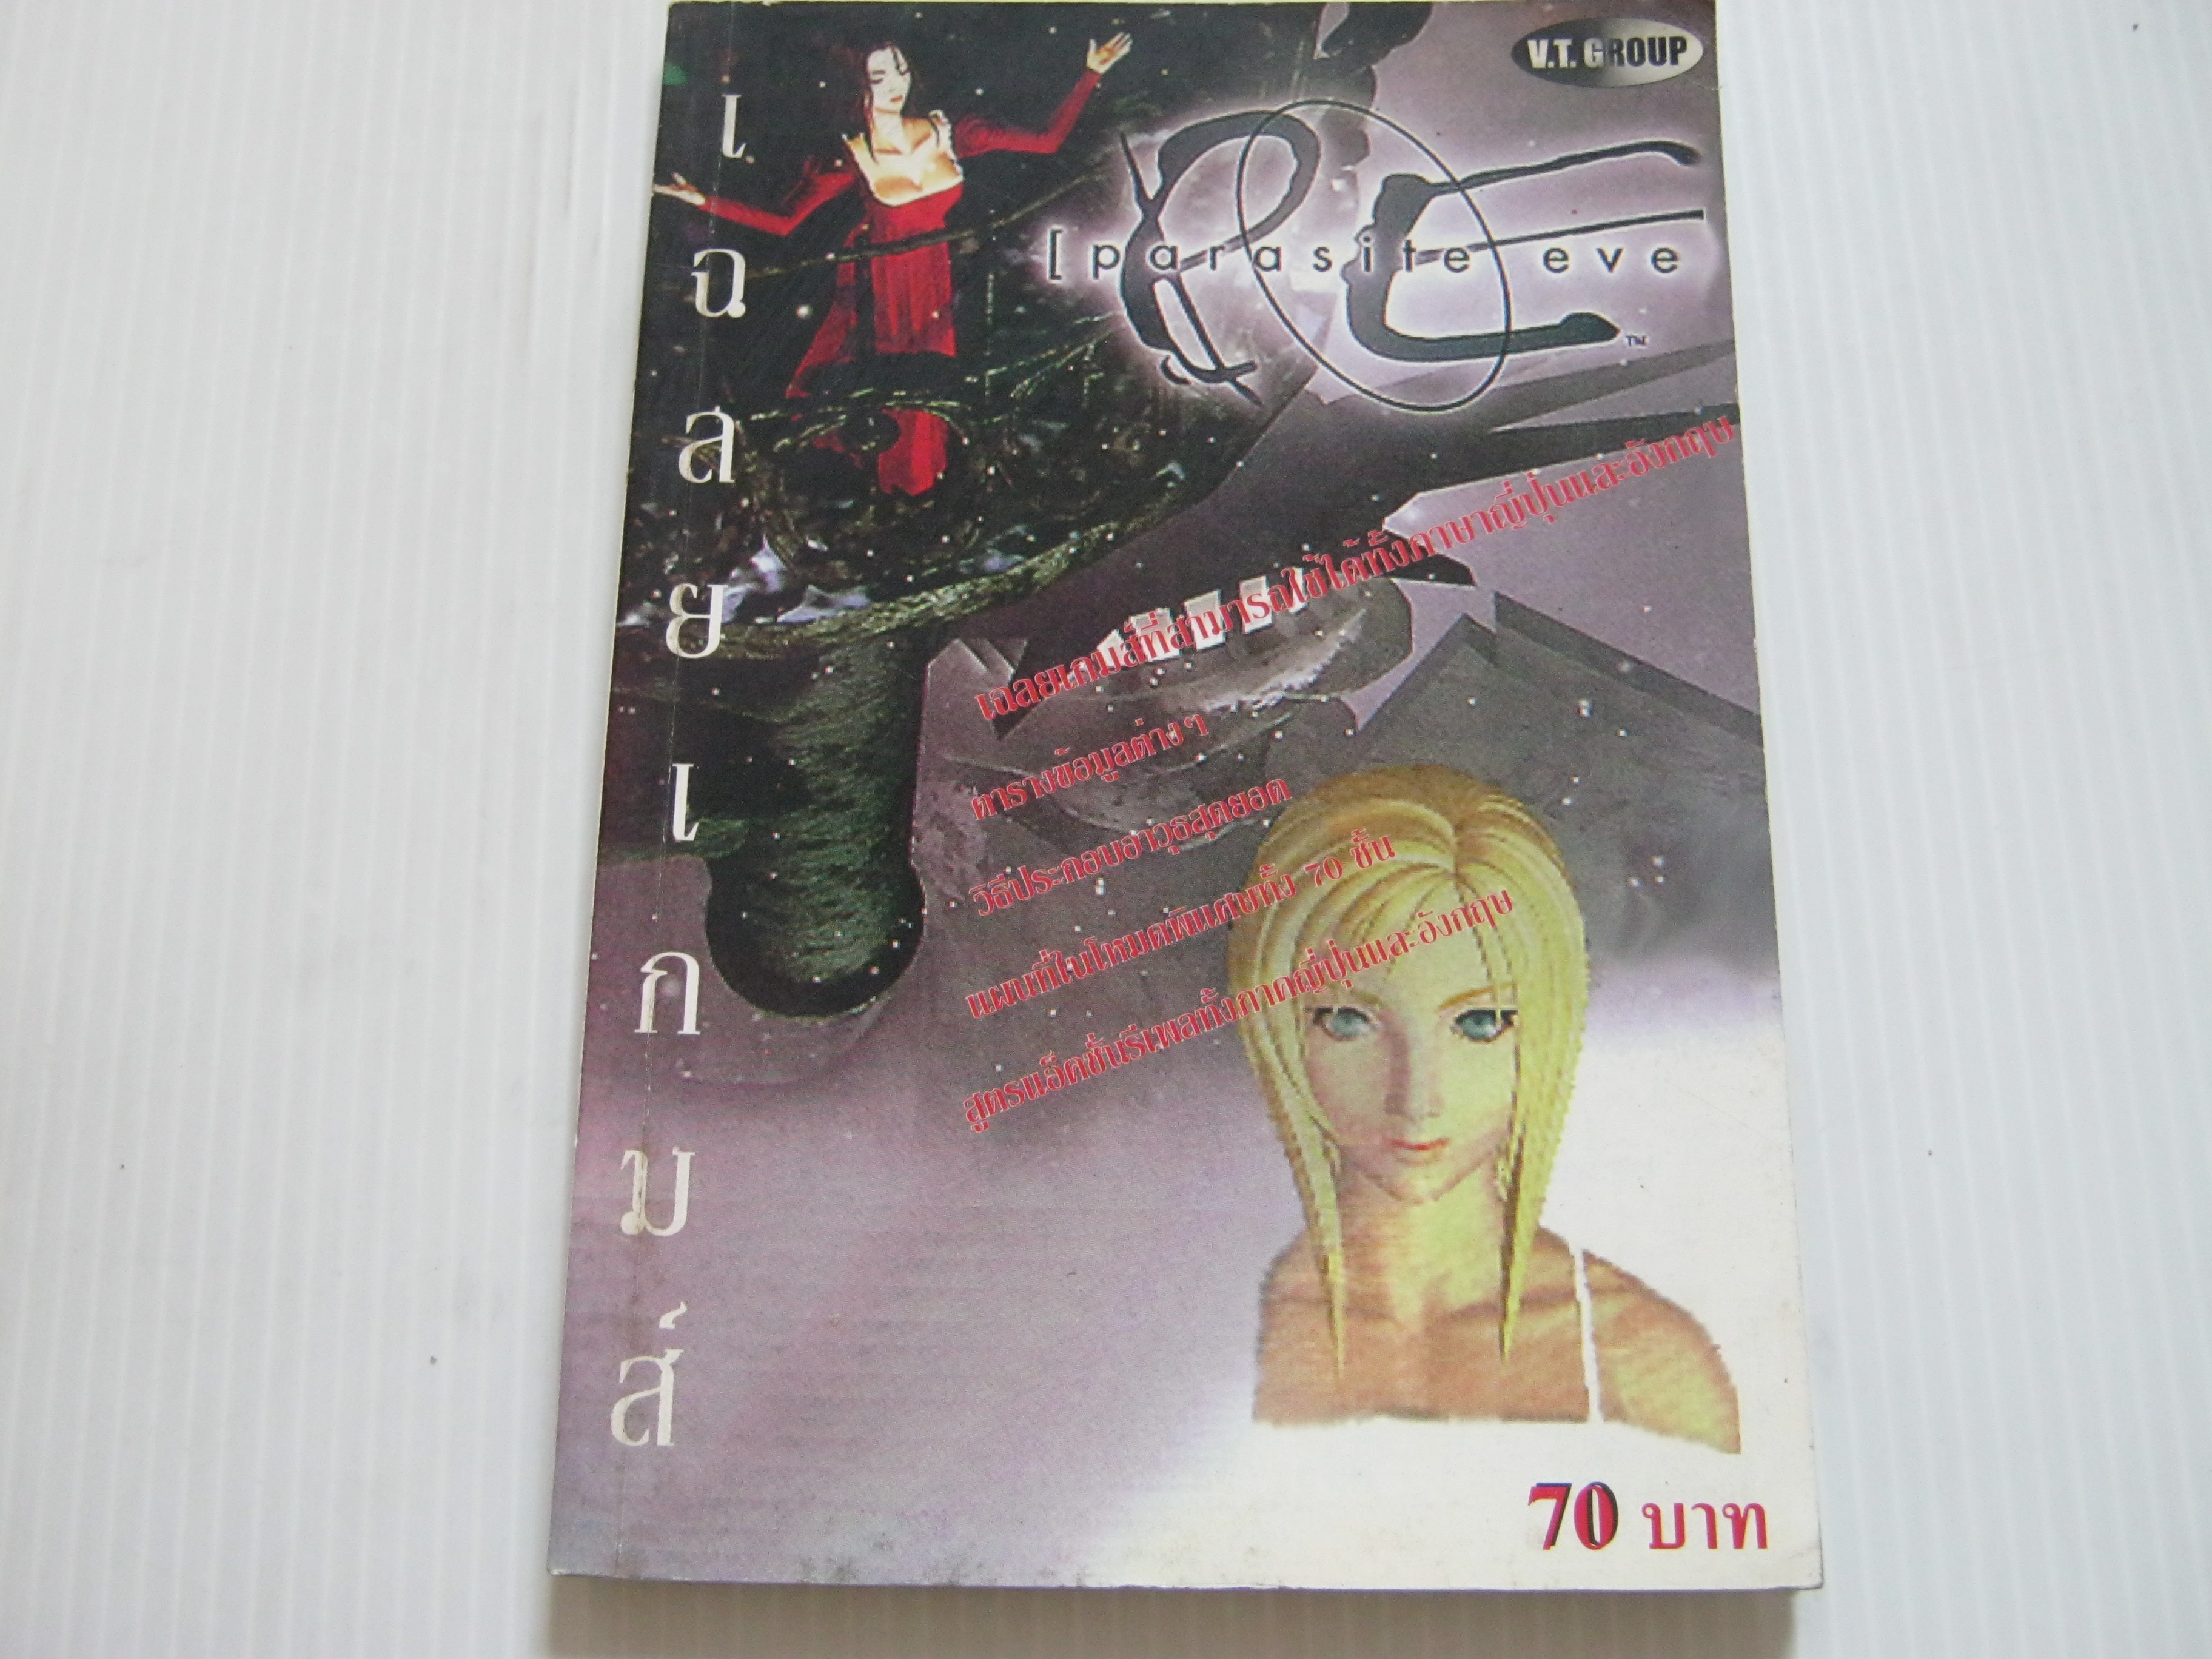 V.T. GROUP
[parasite eve
TM
เฉลยเกมส์
เฉลยเกมส์ที่สามารถใช้ได้ทั้งภาษาญี่ปุ่นและอังกฤษ
ตารางข้อมูลต่างๆ
วิธีประกอบอาวุธสุดยอด
แผนที่ในโหมดพิเศษทั้ง 70 ชั้น
สูตรแอ็คชั่นรีเพลทั้งภาคญี่ปุ่นและอังกฤษ
70 บาท